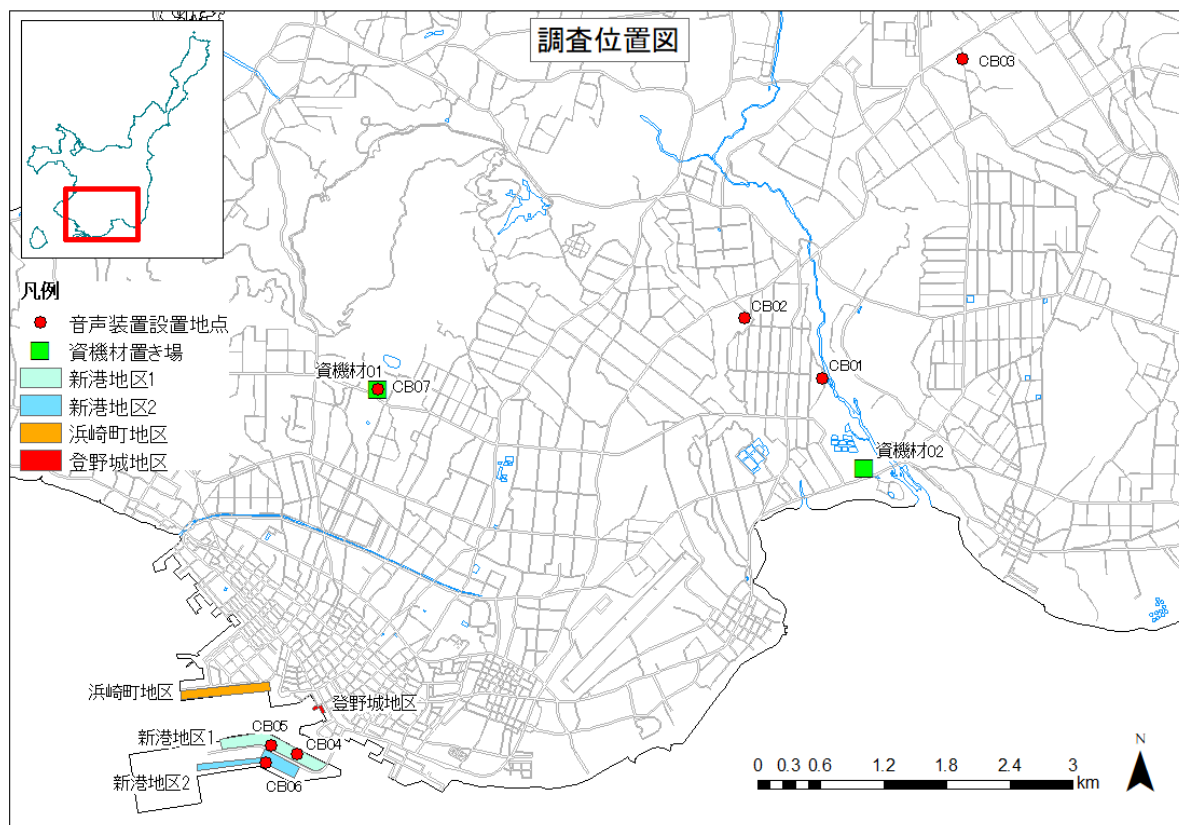 調査位置図
CB03
凡例
音声装置設置地点
資機材置き場
新港地区1
新港地区2
浜崎町地区
登野城地区
CB02
CB01
資機材01
CB07
資機材02
浜崎町地区
登野城地区
新港地区1
CB05
CB04
新港地区2
CB06
N
0 0.3 0.6 1.2 1.8 2.4 3
km